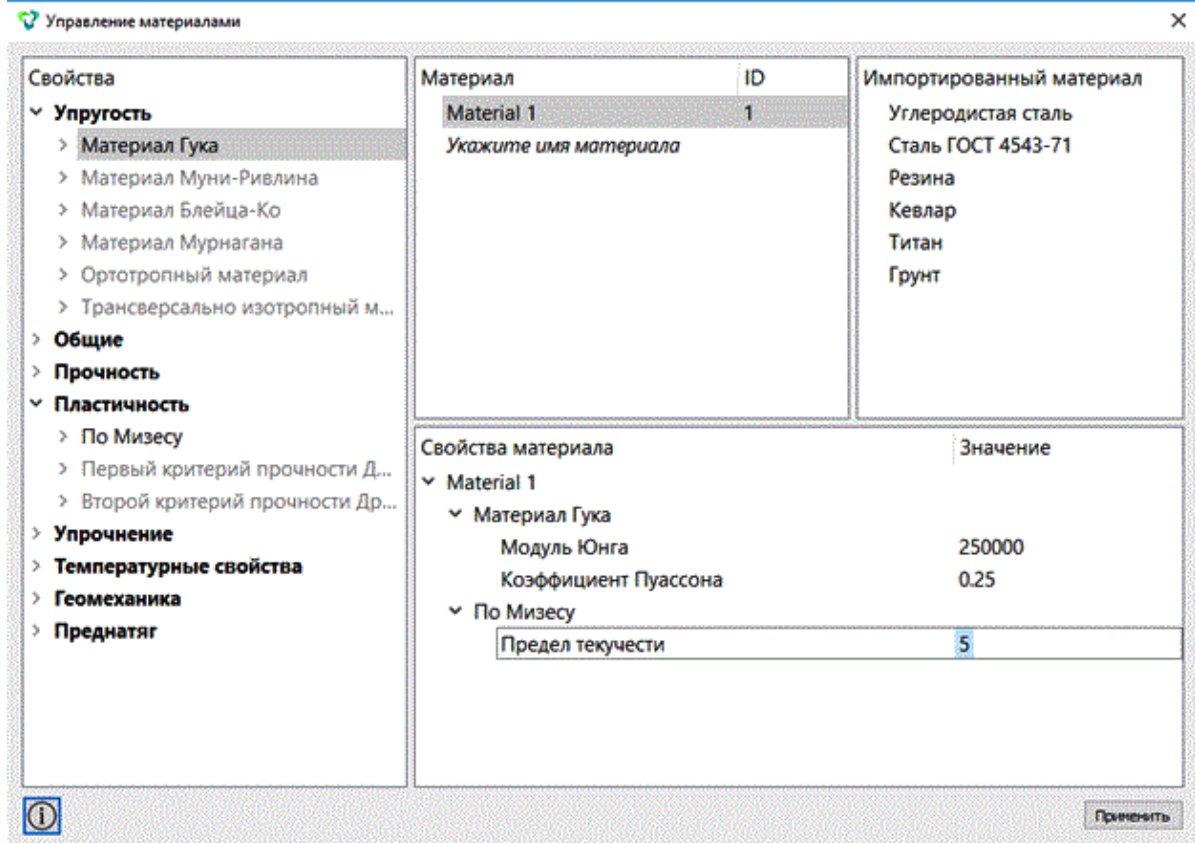 Управление материалами
Свойства
Упругость
Материал Гука
Материал Муни-Ривлина
Материал Блейца-Ко
Материал Мурнагана
Ортотропный материал
Трансверсально изотропный м...
Общие
Прочность
Пластичность
По Мизесу
Первый критерий прочности Д...
Второй критерий прочности Др...
Упрочнение
Температурные свойства
Геомеханика
Преднатяг
Материал ID
Material 1 1
Укажите имя материала
Импортированный материал
Углеродистая сталь
Сталь ГОСТ 4543-71
Резина
Кевлар
Титан
Грунт
Свойства материала Значение
Material 1
Материал Гука
Модуль Юнга 250000
Коэффициент Пуассона 0.25
По Мизесу
Предел текучести 5
Применить